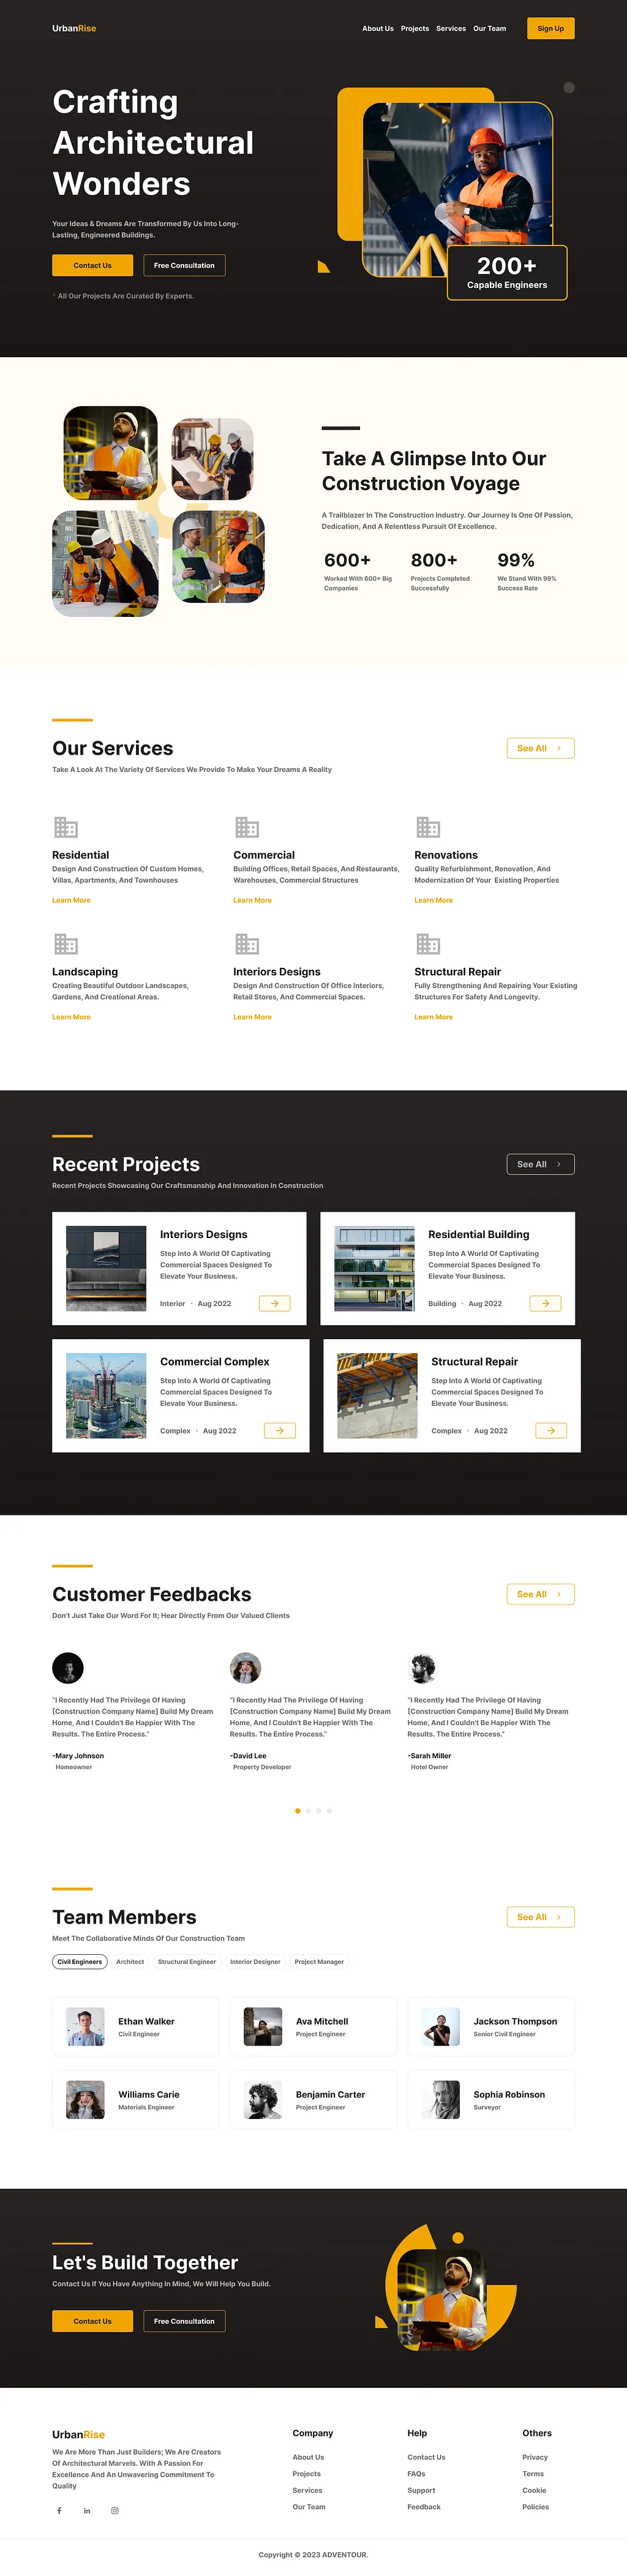 UrbanRise
About Us Projects Services Our Team Sign Up
Crafting
Architectural
Wonders
Your Ideas & Dreams Are Transformed By Us Into Long-
Lasting, Engineered Buildings.
Contact Us Free Consultation
* All Our Projects Are Curated By Experts.
200+
Capable Engineers
Take A Glimpse Into Our
Construction Voyage
A Trailblazer In The Construction Industry. Our Journey Is One Of Passion,
Dedication, And A Relentless Pursuit Of Excellence.
600+ 800+ 99%
Worked With 600+ Big Projects Completed We Stand With 99%
Companies Successfully Success Rate
Our Services
See All
Take A Look At The Variety Of Services We Provide To Make Your Dreams A Reality
Residential Commercial Renovations
Design And Construction Of Custom Homes, Building Offices, Retail Spaces, And Restaurants, Quality Refurbishment, Renovation, And
Villas, Apartments, And Townhouses Warehouses, Commercial Structures Modernization Of Your Existing Properties
Learn More Learn More Learn More
Landscaping Interiors Designs Structural Repair
Creating Beautiful Outdoor Landscapes, Design And Construction Of Office Interiors, Fully Strengthening And Repairing Your Existing
Gardens, And Creational Areas. Retail Stores, And Commercial Spaces. Structures For Safety And Longevity.
Learn More Learn More Learn More
Recent Projects
See All
Recent Projects Showcasing Our Craftsmanship And Innovation In Construction
Interiors Designs
Step Into A World Of Captivating
Commercial Spaces Designed To
Elevate Your Business.
Interior • Aug 2022
Residential Building
Step Into A World Of Captivating
Commercial Spaces Designed To
Elevate Your Business.
Building • Aug 2022
Commercial Complex
Step Into A World Of Captivating
Commercial Spaces Designed To
Elevate Your Business.
Complex • Aug 2022
Structural Repair
Step Into A World Of Captivating
Commercial Spaces Designed To
Elevate Your Business.
Complex • Aug 2022
Customer Feedbacks
See All
Don't Just Take Our Word For It; Hear Directly From Our Valued Clients
"I Recently Had The Privilege Of Having
[Construction Company Name] Build My Dream
Home, And I Couldn't Be Happier With The
Results. The Entire Process."
-Mary Johnson
Homeowner
"I Recently Had The Privilege Of Having
[Construction Company Name] Build My Dream
Home, And I Couldn't Be Happier With The
Results. The Entire Process."
-David Lee
Property Developer
"I Recently Had The Privilege Of Having
[Construction Company Name] Build My Dream
Home, And I Couldn't Be Happier With The
Results. The Entire Process."
-Sarah Miller
Hotel Owner
Team Members
See All
Meet The Collaborative Minds Of Our Construction Team
Civil Engineers Architect Structural Engineer Interior Designer Project Manager
Ethan Walker
Civil Engineer
Ava Mitchell
Project Engineer
Jackson Thompson
Senior Civil Engineer
Williams Carie
Materials Engineer
Benjamin Carter
Project Engineer
Sophia Robinson
Surveyor
Let's Build Together
Contact Us If You Have Anything In Mind, We Will Help You Build.
Contact Us Free Consultation
UrbanRise
We Are More Than Just Builders; We Are Creators
Of Architectural Marvels. With A Passion For
Excellence And An Unwavering Commitment To
Quality
Company
About Us
Projects
Services
Our Team
Help
Contact Us
FAQs
Support
Feedback
Others
Privacy
Terms
Cookie
Policies
Copyright © 2023 ADVENTOUR.